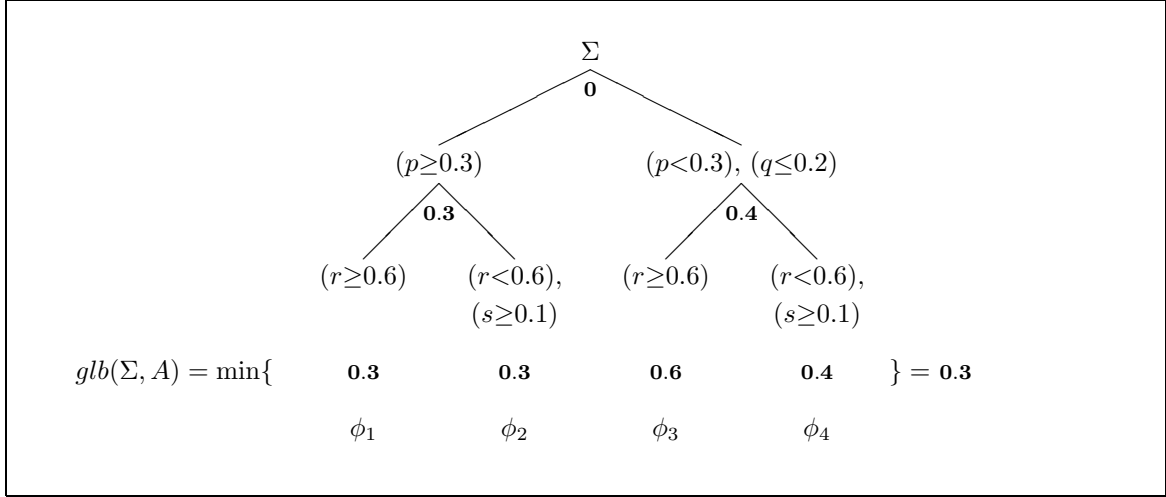 Σ
0
(p≥0.3) (p<0.3), (q≤0.2)
0.3 0.4
(r≥0.6) (r<0.6), (r≥0.6) (r<0.6),
(s≥0.1) (s≥0.1)
glb(Σ, A) = min{ 0.3 0.3 0.6 0.4 } = 0.3
ϕ₁ ϕ₂ ϕ₃ ϕ₄